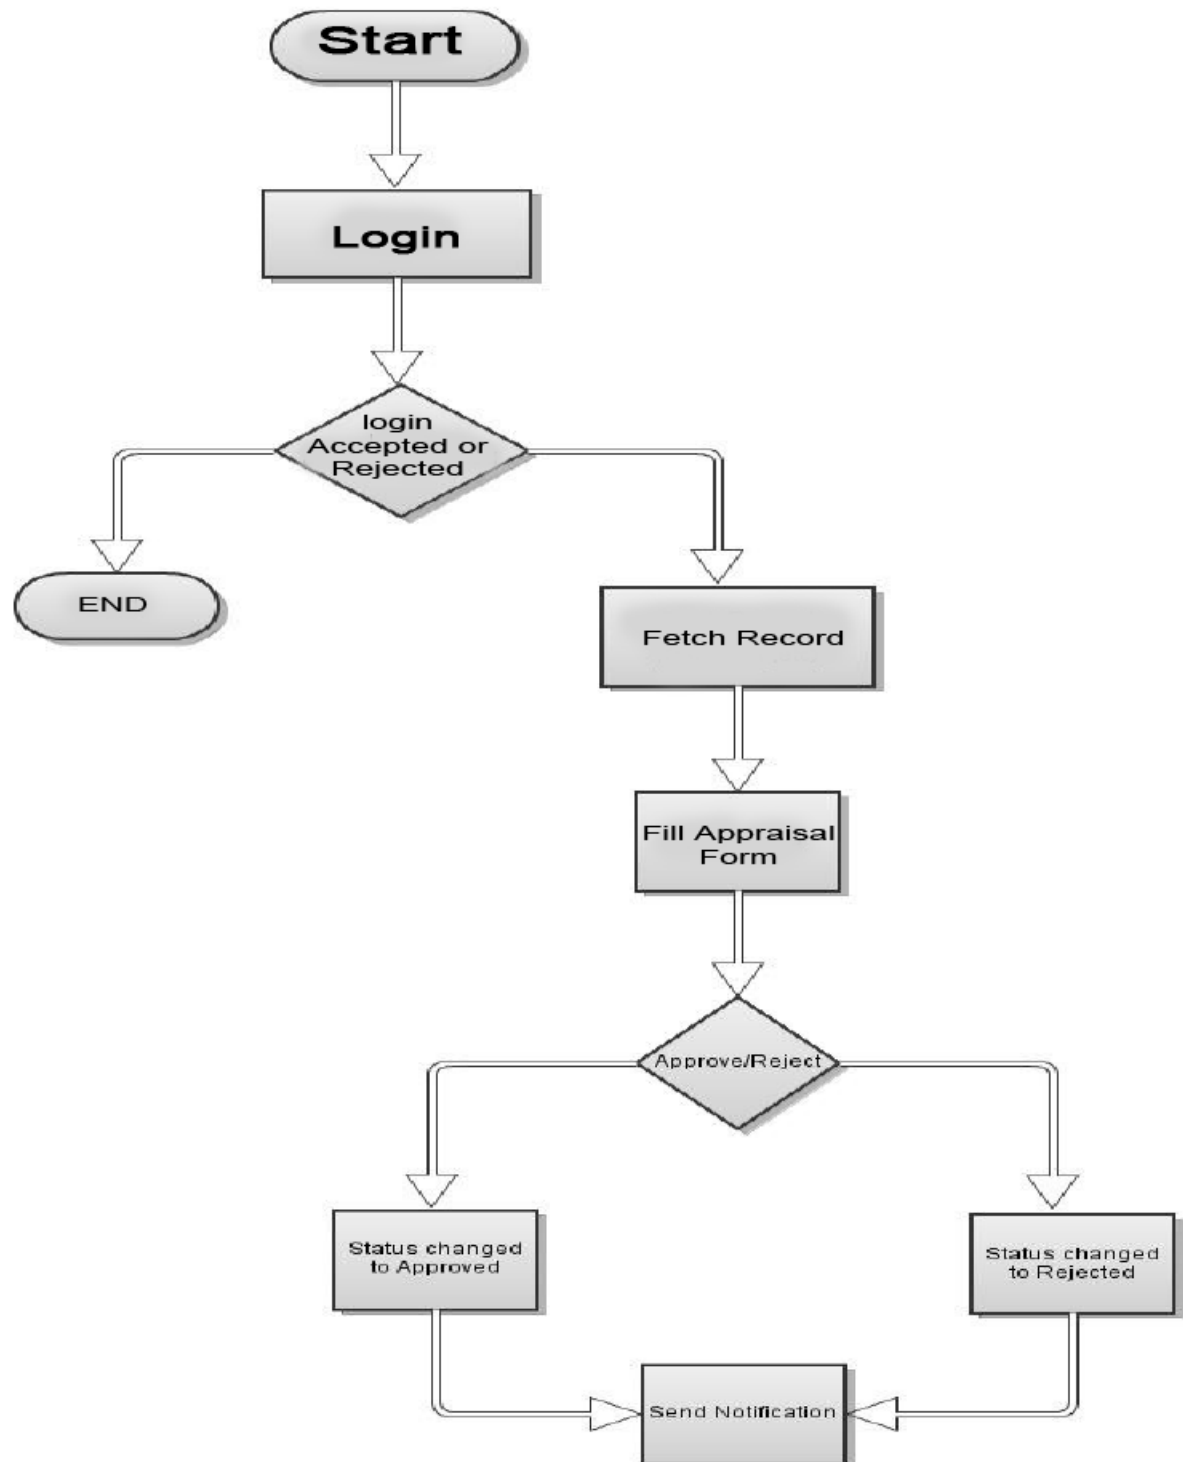 Start
Login
login
Accepted or
Rejected
END
Fetch Record
Fill Appraisal
Form
Approve/Reject
Status changed
to Approved
Status changed
to Rejected
Send Notification